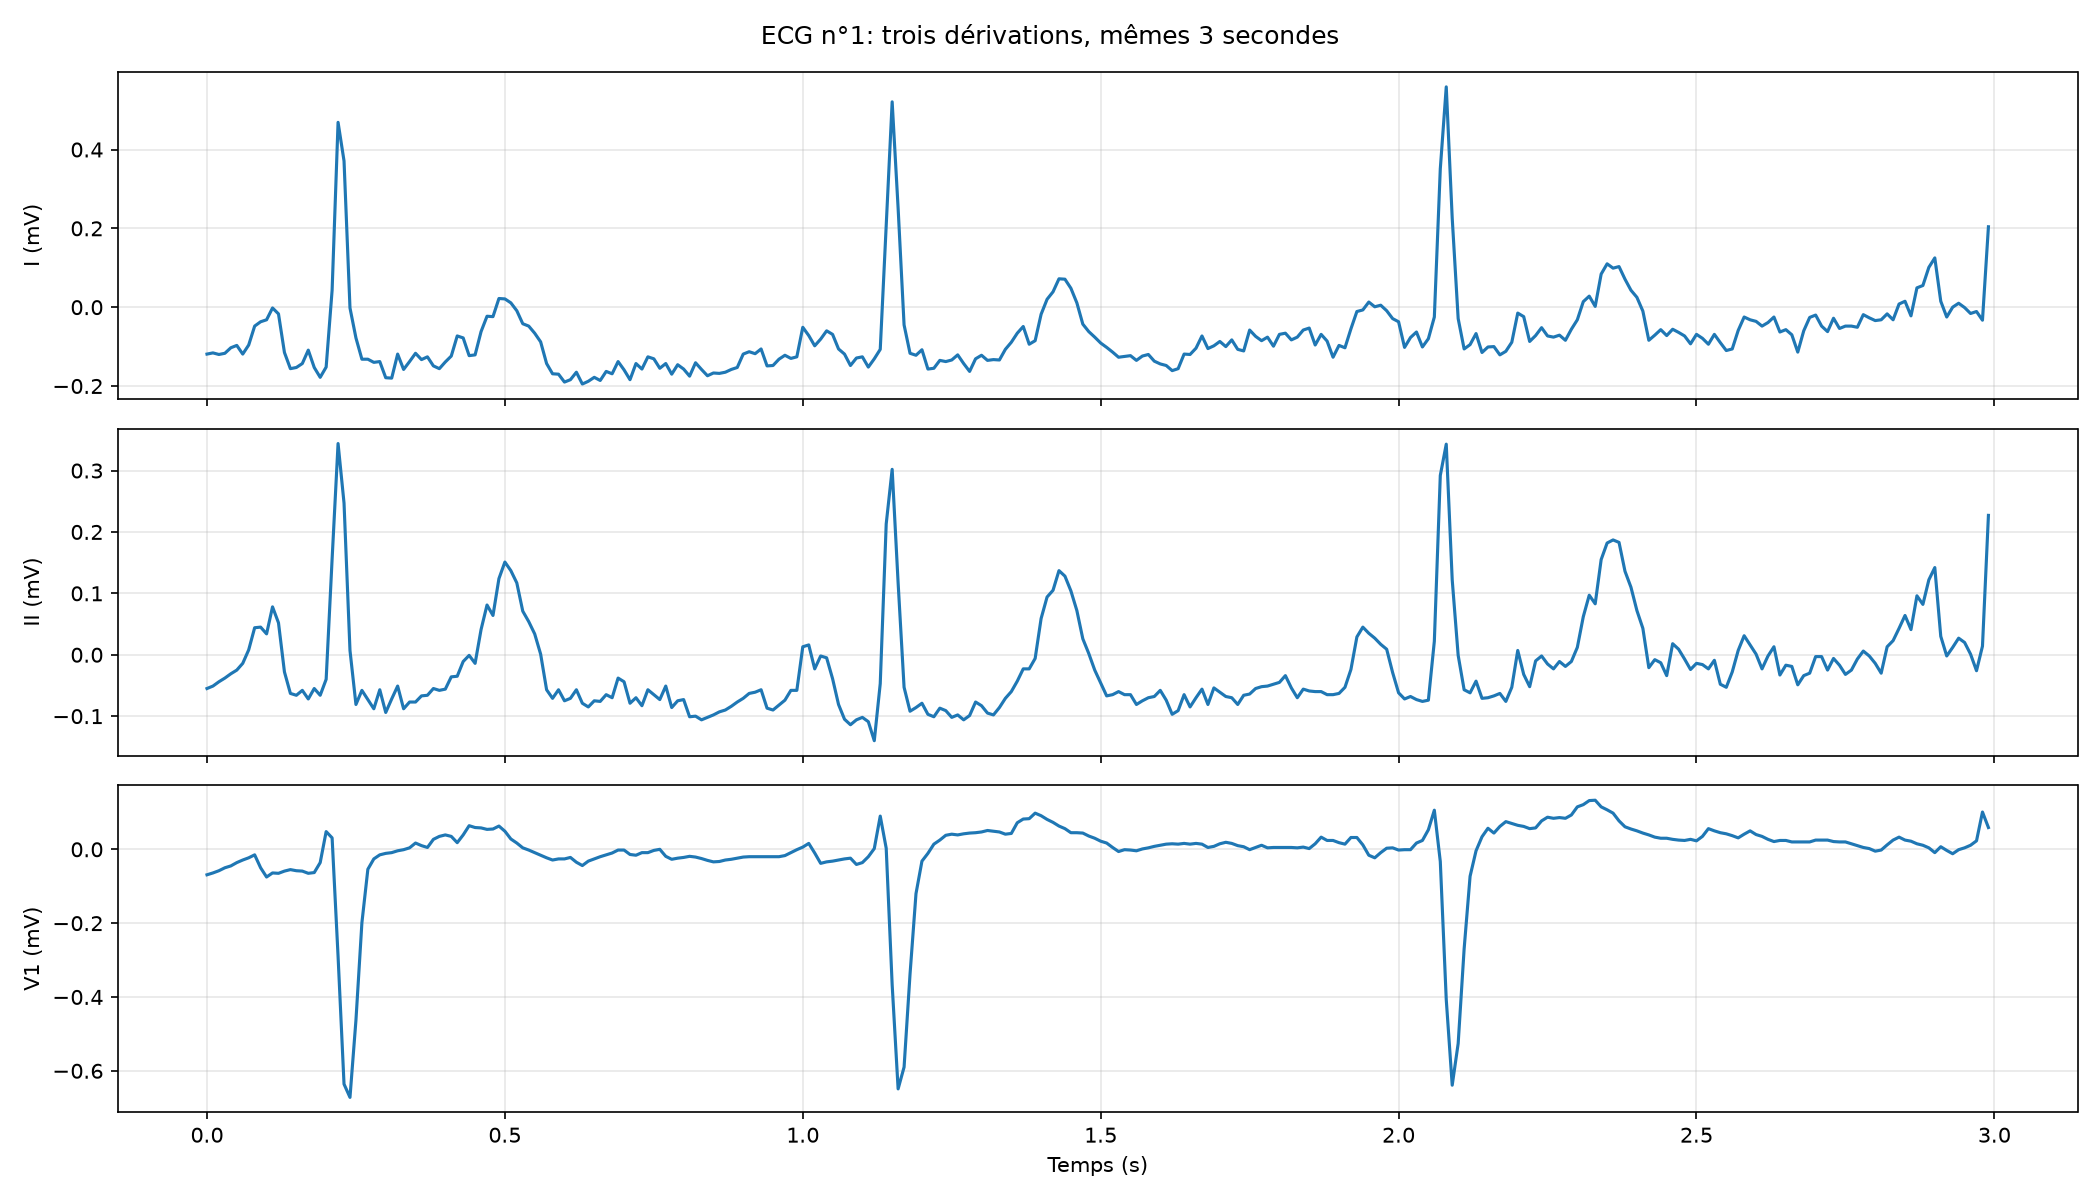 ECG n°1: trois dérivations, mêmes 3 secondes
I (mV)
0.4
0.2
0.0
−0.2
II (mV)
0.3
0.2
0.1
0.0
−0.1
V1 (mV)
0.0
−0.2
−0.4
−0.6
0.0 0.5 1.0 1.5 2.0 2.5 3.0
Temps (s)